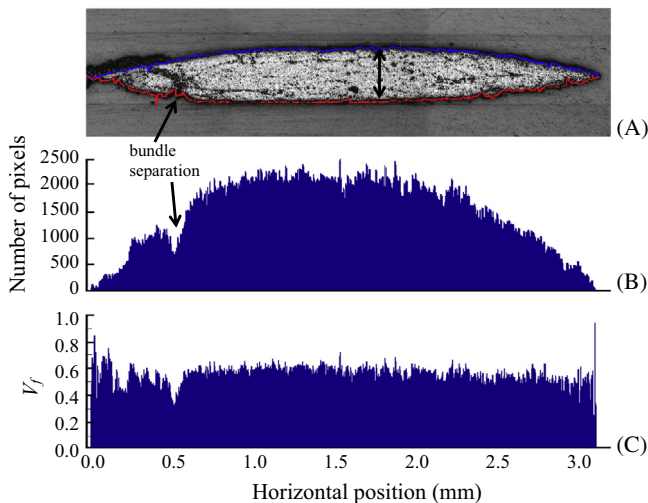 (A)
bundle
separation
2500
2000
1500
1000
500
0
Number of pixels
(B)
1.0
0.8
0.6
0.4
0.2
0.0
Vf
(C)
0.0 0.5 1.0 1.5 2.0 2.5 3.0
Horizontal position (mm)